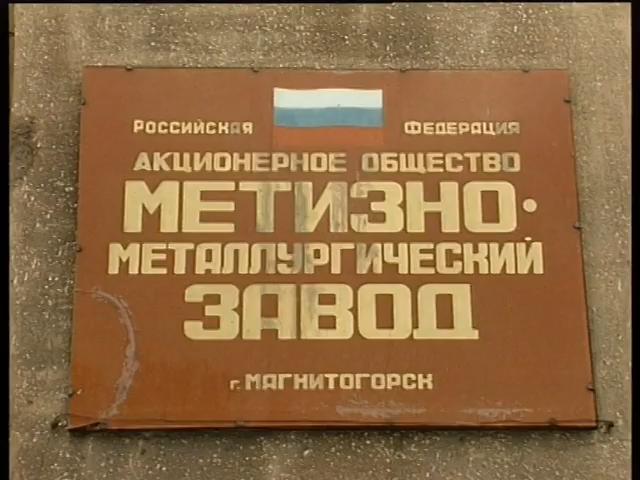 РОССИЙСКАЯ ФЕДЕРАЦИЯ
АКЦИОНЕРНОЕ ОБЩЕСТВО
МЕТИЗНО-
МЕТАЛЛУРГИЧЕСКИЙ
ЗАВОД
г. МАГНИТОГОРСК